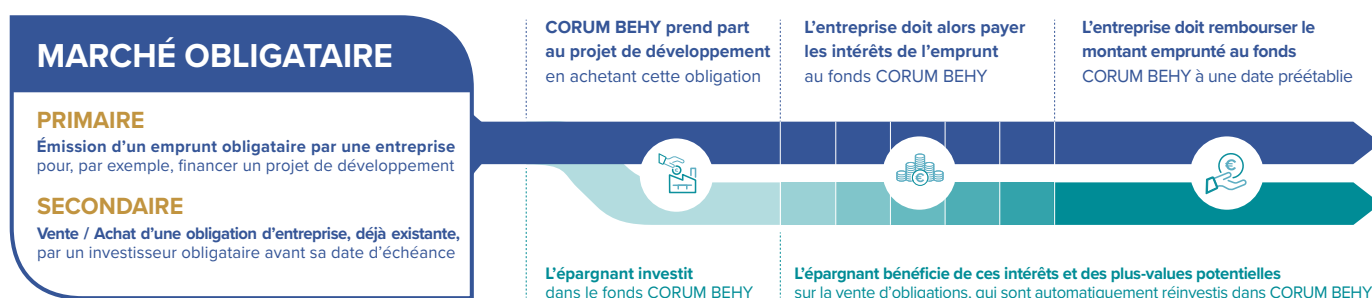 MARCHÉ OBLIGATAIRE
PRIMAIRE
Émission d'un emprunt obligataire par une entreprise
pour, par exemple, financer un projet de développement
SECONDAIRE
Vente / Achat d'une obligation d'entreprise, déjà existante,
par un investisseur obligataire avant sa date d'échéance
CORUM BEHY prend part
au projet de développement
en achetant cette obligation
L'entreprise doit alors payer
les intérêts de l'emprunt
au fonds CORUM BEHY
L'entreprise doit rembourser le
montant emprunté au fonds
CORUM BEHY à une date préétablie
€
€
L'épargnant investit
dans le fonds CORUM BEHY
L'épargnant bénéficie de ces intérêts et des plus-values potentielles
sur la vente d'obligations, qui sont automatiquement réinvestis dans CORUM BEHY